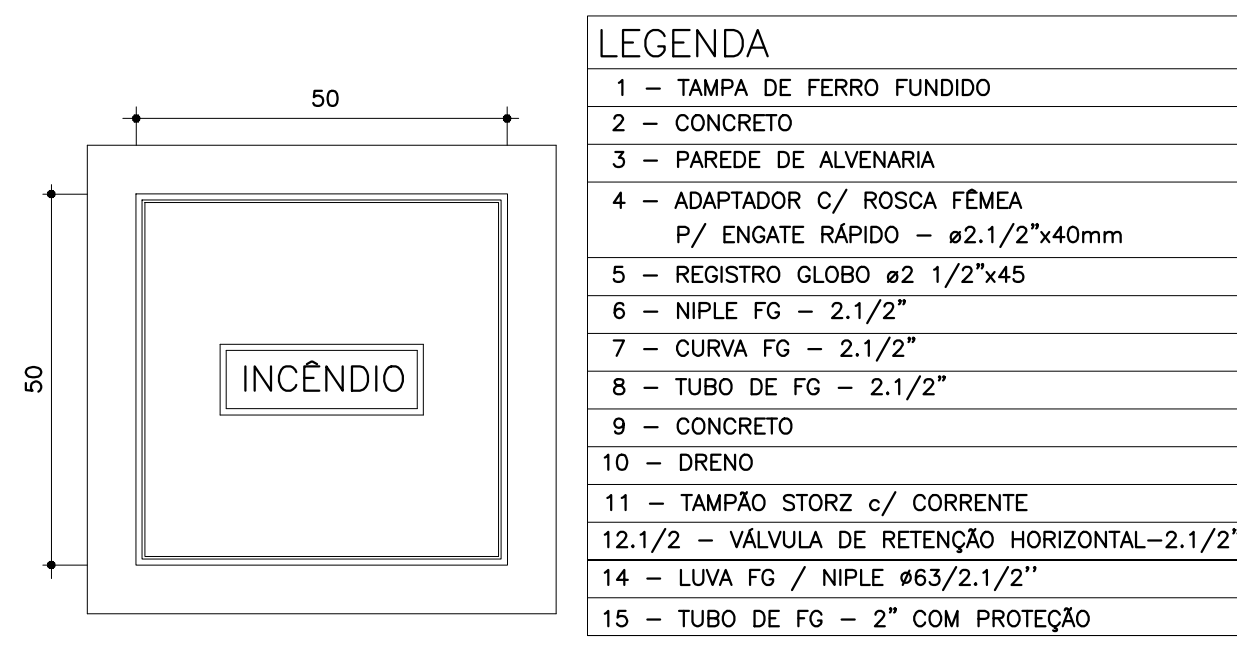 50
50
INCÊNDIO
LEGENDA
1 – TAMPA DE FERRO FUNDIDO
2 – CONCRETO
3 – PAREDE DE ALVENARIA
4 – ADAPTADOR C/ ROSCA FÊMEA
P/ ENGATE RÁPIDO – ø2.1/2"x40mm
5 – REGISTRO GLOBO ø2 1/2"x45
6 – NIPLE FG – 2.1/2"
7 – CURVA FG – 2.1/2"
8 – TUBO DE FG – 2.1/2"
9 – CONCRETO
10 – DRENO
11 – TAMPÃO STORZ c/ CORRENTE
12.1/2 – VÁLVULA DE RETENÇÃO HORIZONTAL–2.1/2"
14 – LUVA FG / NIPLE ø63/2.1/2''
15 – TUBO DE FG – 2" COM PROTEÇÃO